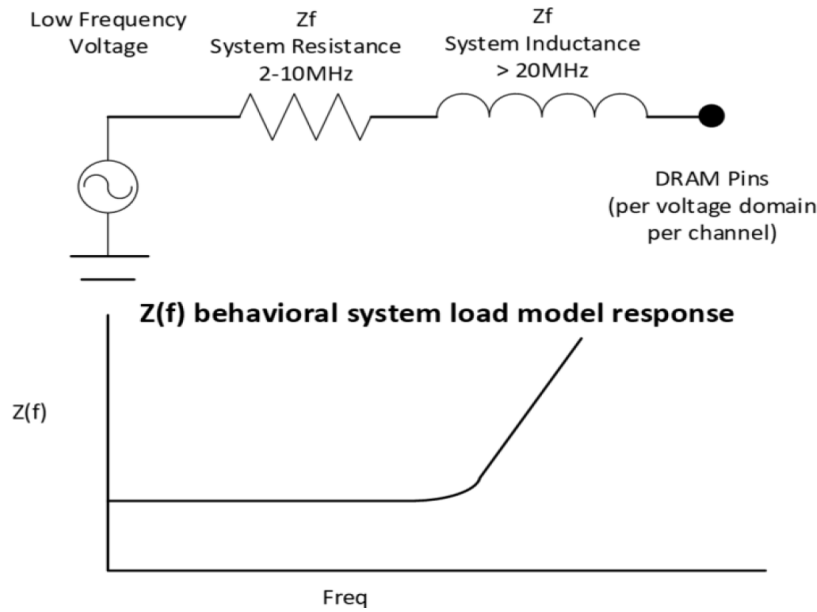 Low Frequency
Voltage
Zf
System Resistance
2-10MHz
Zf
System Inductance
> 20MHz
DRAM Pins
(per voltage domain
per channel)
Z(f) behavioral system load model response
Z(f)
Freq